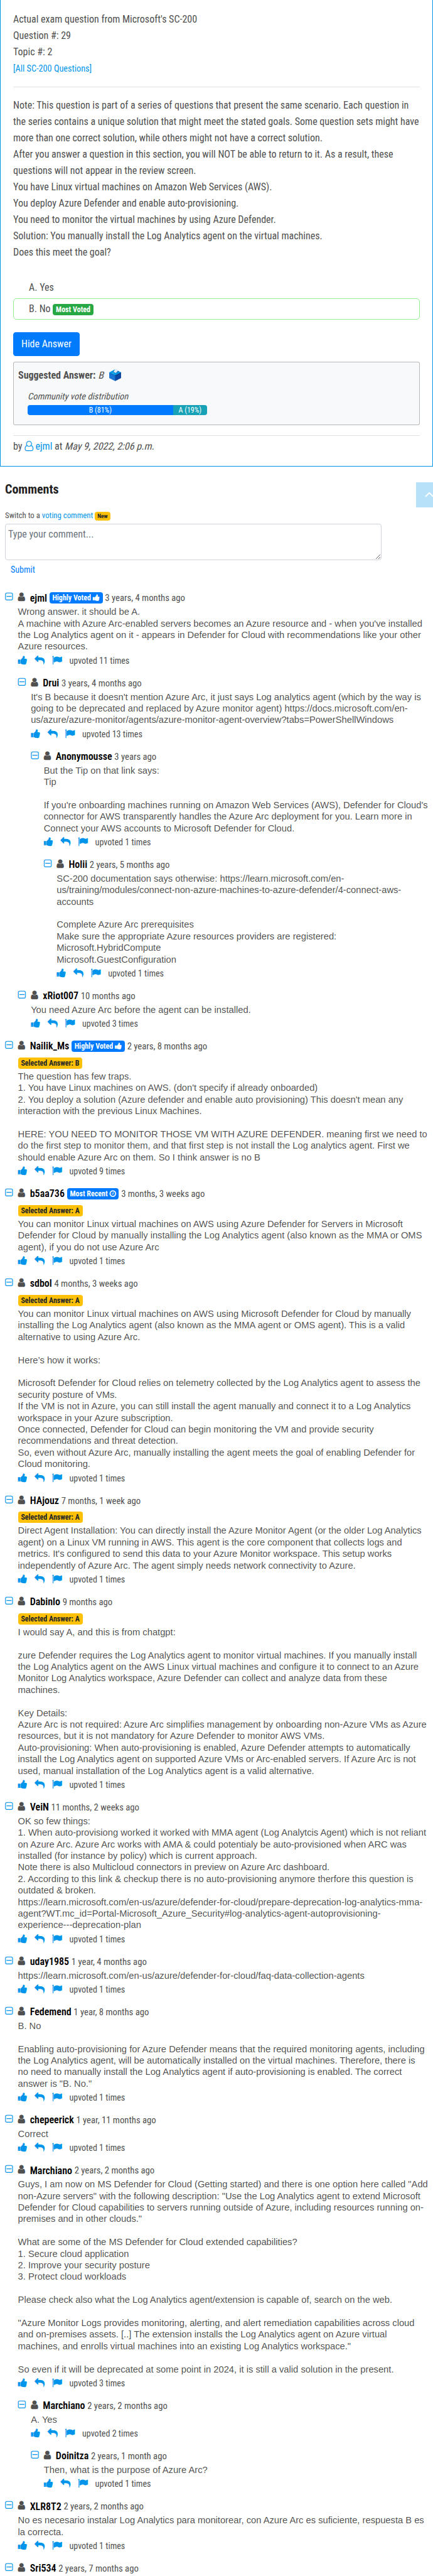 Actual exam question from Microsoft's SC-200
Question #: 29
Topic #: 2
[All SC-200 Questions]
Note: This question is part of a series of questions that present the same scenario. Each question in
the series contains a unique solution that might meet the stated goals. Some question sets might have
more than one correct solution, while others might not have a correct solution.
After you answer a question in this section, you will NOT be able to return to it. As a result, these
questions will not appear in the review screen.
You have Linux virtual machines on Amazon Web Services (AWS).
You deploy Azure Defender and enable auto-provisioning.
You need to monitor the virtual machines by using Azure Defender.
Solution: You manually install the Log Analytics agent on the virtual machines.
Does this meet the goal?
A. Yes
B. No Most Voted
Hide Answer
Suggested Answer: B
Community vote distribution
B (81%) A (19%)
by ejml at May 9, 2022, 2:06 p.m.
Comments
Switch to a voting comment New
Type your comment...
Submit
ejml Highly Voted 3 years, 4 months ago
Wrong answer. it should be A.
A machine with Azure Arc-enabled servers becomes an Azure resource and - when you've installed
the Log Analytics agent on it - appears in Defender for Cloud with recommendations like your other
Azure resources.
upvoted 11 times
Drui 3 years, 4 months ago
It's B because it doesn't mention Azure Arc, it just says Log analytics agent (which by the way is
going to be deprecated and replaced by Azure monitor agent) https://docs.microsoft.com/en-
us/azure/azure-monitor/agents/azure-monitor-agent-overview?tabs=PowerShellWindows
upvoted 13 times
Anonymousse 3 years ago
But the Tip on that link says:
Tip
If you're onboarding machines running on Amazon Web Services (AWS), Defender for Cloud's
connector for AWS transparently handles the Azure Arc deployment for you. Learn more in
Connect your AWS accounts to Microsoft Defender for Cloud.
upvoted 1 times
Holii 2 years, 5 months ago
SC-200 documentation says otherwise: https://learn.microsoft.com/en-
us/training/modules/connect-non-azure-machines-to-azure-defender/4-connect-aws-
accounts
Complete Azure Arc prerequisites
Make sure the appropriate Azure resources providers are registered:
Microsoft.HybridCompute
Microsoft.GuestConfiguration
upvoted 1 times
xRiot007 10 months ago
You need Azure Arc before the agent can be installed.
upvoted 3 times
Nailik_Ms Highly Voted 2 years, 8 months ago
Selected Answer: B
The question has few traps.
1. You have Linux machines on AWS. (don't specify if already onboarded)
2. You deploy a solution (Azure defender and enable auto provisioning) This doesn't mean any
interaction with the previous Linux Machines.
HERE: YOU NEED TO MONITOR THOSE VM WITH AZURE DEFENDER. meaning first we need to
do the first step to monitor them, and that first step is not install the Log analytics agent. First we
should enable Azure Arc on them. So I think answer is no B
upvoted 9 times
b5aa736 Most Recent 3 months, 3 weeks ago
Selected Answer: A
You can monitor Linux virtual machines on AWS using Azure Defender for Servers in Microsoft
Defender for Cloud by manually installing the Log Analytics agent (also known as the MMA or OMS
agent), if you do not use Azure Arc
upvoted 1 times
sdbol 4 months, 3 weeks ago
Selected Answer: A
You can monitor Linux virtual machines on AWS using Microsoft Defender for Cloud by manually
installing the Log Analytics agent (also known as the MMA agent or OMS agent). This is a valid
alternative to using Azure Arc.
Here's how it works:
Microsoft Defender for Cloud relies on telemetry collected by the Log Analytics agent to assess the
security posture of VMs.
If the VM is not in Azure, you can still install the agent manually and connect it to a Log Analytics
workspace in your Azure subscription.
Once connected, Defender for Cloud can begin monitoring the VM and provide security
recommendations and threat detection.
So, even without Azure Arc, manually installing the agent meets the goal of enabling Defender for
Cloud monitoring.
upvoted 1 times
HAjouz 7 months, 1 week ago
Selected Answer: A
Direct Agent Installation: You can directly install the Azure Monitor Agent (or the older Log Analytics
agent) on a Linux VM running in AWS. This agent is the core component that collects logs and
metrics. It's configured to send this data to your Azure Monitor workspace. This setup works
independently of Azure Arc. The agent simply needs network connectivity to Azure.
upvoted 1 times
Dabinlo 9 months ago
Selected Answer: A
I would say A, and this is from chatgpt:
zure Defender requires the Log Analytics agent to monitor virtual machines. If you manually install
the Log Analytics agent on the AWS Linux virtual machines and configure it to connect to an Azure
Monitor Log Analytics workspace, Azure Defender can collect and analyze data from these
machines.
Key Details:
Azure Arc is not required: Azure Arc simplifies management by onboarding non-Azure VMs as Azure
resources, but it is not mandatory for Azure Defender to monitor AWS VMs.
Auto-provisioning: When auto-provisioning is enabled, Azure Defender attempts to automatically
install the Log Analytics agent on supported Azure VMs or Arc-enabled servers. If Azure Arc is not
used, manual installation of the Log Analytics agent is a valid alternative.
upvoted 1 times
VeiN 11 months, 2 weeks ago
OK so few things:
1. When auto-provisiong worked it worked with MMA agent (Log Analytcis Agent) which is not reliant
on Azure Arc. Azure Arc works with AMA & could potentialy be auto-provisioned when ARC was
installed (for instance by policy) which is current approach.
Note there is also Multicloud connectors in preview on Azure Arc dashboard.
2. According to this link & checkup there is no auto-provisioning anymore therfore this question is
outdated & broken.
https://learn.microsoft.com/en-us/azure/defender-for-cloud/prepare-deprecation-log-analytics-mma-
agent?WT.mc_id=Portal-Microsoft_Azure_Security#log-analytics-agent-autoprovisioning-
experience---deprecation-plan
upvoted 1 times
uday1985 1 year, 4 months ago
https://learn.microsoft.com/en-us/azure/defender-for-cloud/faq-data-collection-agents
upvoted 1 times
Fedemend 1 year, 8 months ago
B. No
Enabling auto-provisioning for Azure Defender means that the required monitoring agents, including
the Log Analytics agent, will be automatically installed on the virtual machines. Therefore, there is
no need to manually install the Log Analytics agent if auto-provisioning is enabled. The correct
answer is "B. No."
upvoted 1 times
chepeerick 1 year, 11 months ago
Correct
upvoted 1 times
Marchiano 2 years, 2 months ago
Guys, I am now on MS Defender for Cloud (Getting started) and there is one option here called "Add
non-Azure servers" with the following description: "Use the Log Analytics agent to extend Microsoft
Defender for Cloud capabilities to servers running outside of Azure, including resources running on-
premises and in other clouds."
What are some of the MS Defender for Cloud extended capabilities?
1. Secure cloud application
2. Improve your security posture
3. Protect cloud workloads
Please check also what the Log Analytics agent/extension is capable of, search on the web.
"Azure Monitor Logs provides monitoring, alerting, and alert remediation capabilities across cloud
and on-premises assets. [..] The extension installs the Log Analytics agent on Azure virtual
machines, and enrolls virtual machines into an existing Log Analytics workspace."
So even if it will be deprecated at some point in 2024, it is still a valid solution in the present.
upvoted 3 times
Marchiano 2 years, 2 months ago
A. Yes
upvoted 2 times
Doinitza 2 years, 1 month ago
Then, what is the purpose of Azure Arc?
upvoted 1 times
XLR8T2 2 years, 2 months ago
No es necesario instalar Log Analytics para monitorear, con Azure Arc es suficiente, respuesta B es
la correcta.
upvoted 1 times
Sri534 2 years, 7 months ago